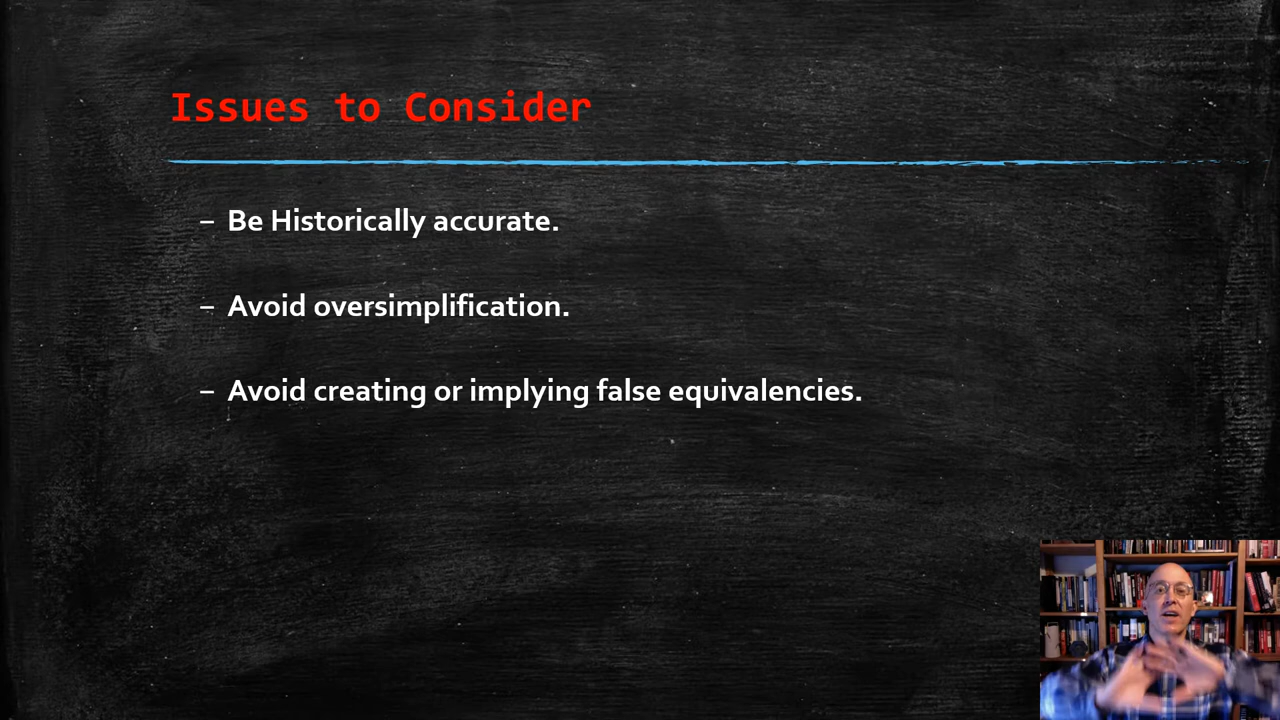 Issues to Consider
– Be Historically accurate.
– Avoid oversimplification.
– Avoid creating or implying false equivalencies.